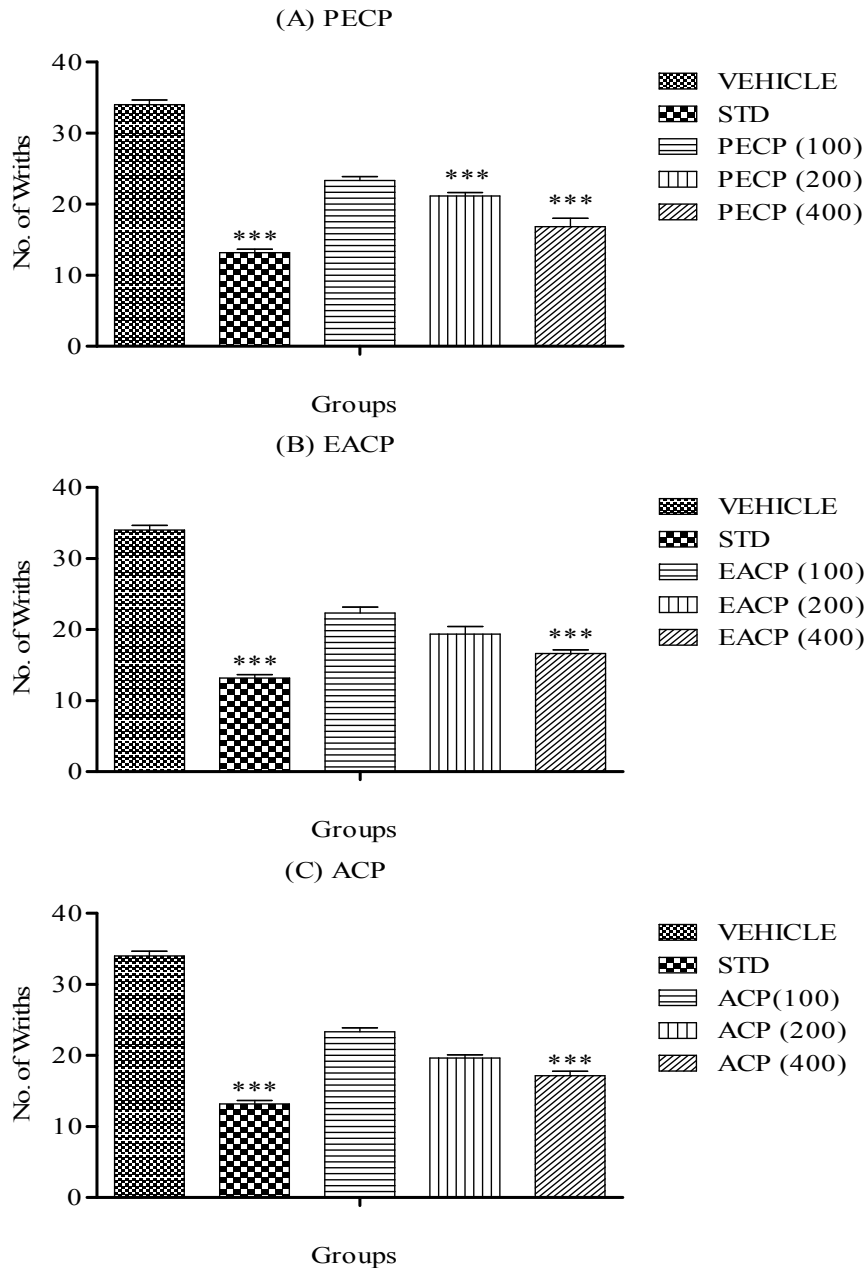 (A) PECP
40
30
20
10
0
No. of Wriths
***
***
***
Groups
VEHICLE
STD
PECP (100)
PECP (200)
PECP (400)
(B) EACP
40
30
20
10
0
No. of Wriths
***
***
Groups
VEHICLE
STD
EACP (100)
EACP (200)
EACP (400)
(C) ACP
40
30
20
10
0
No. of Wriths
***
***
Groups
VEHICLE
STD
ACP(100)
ACP (200)
ACP (400)